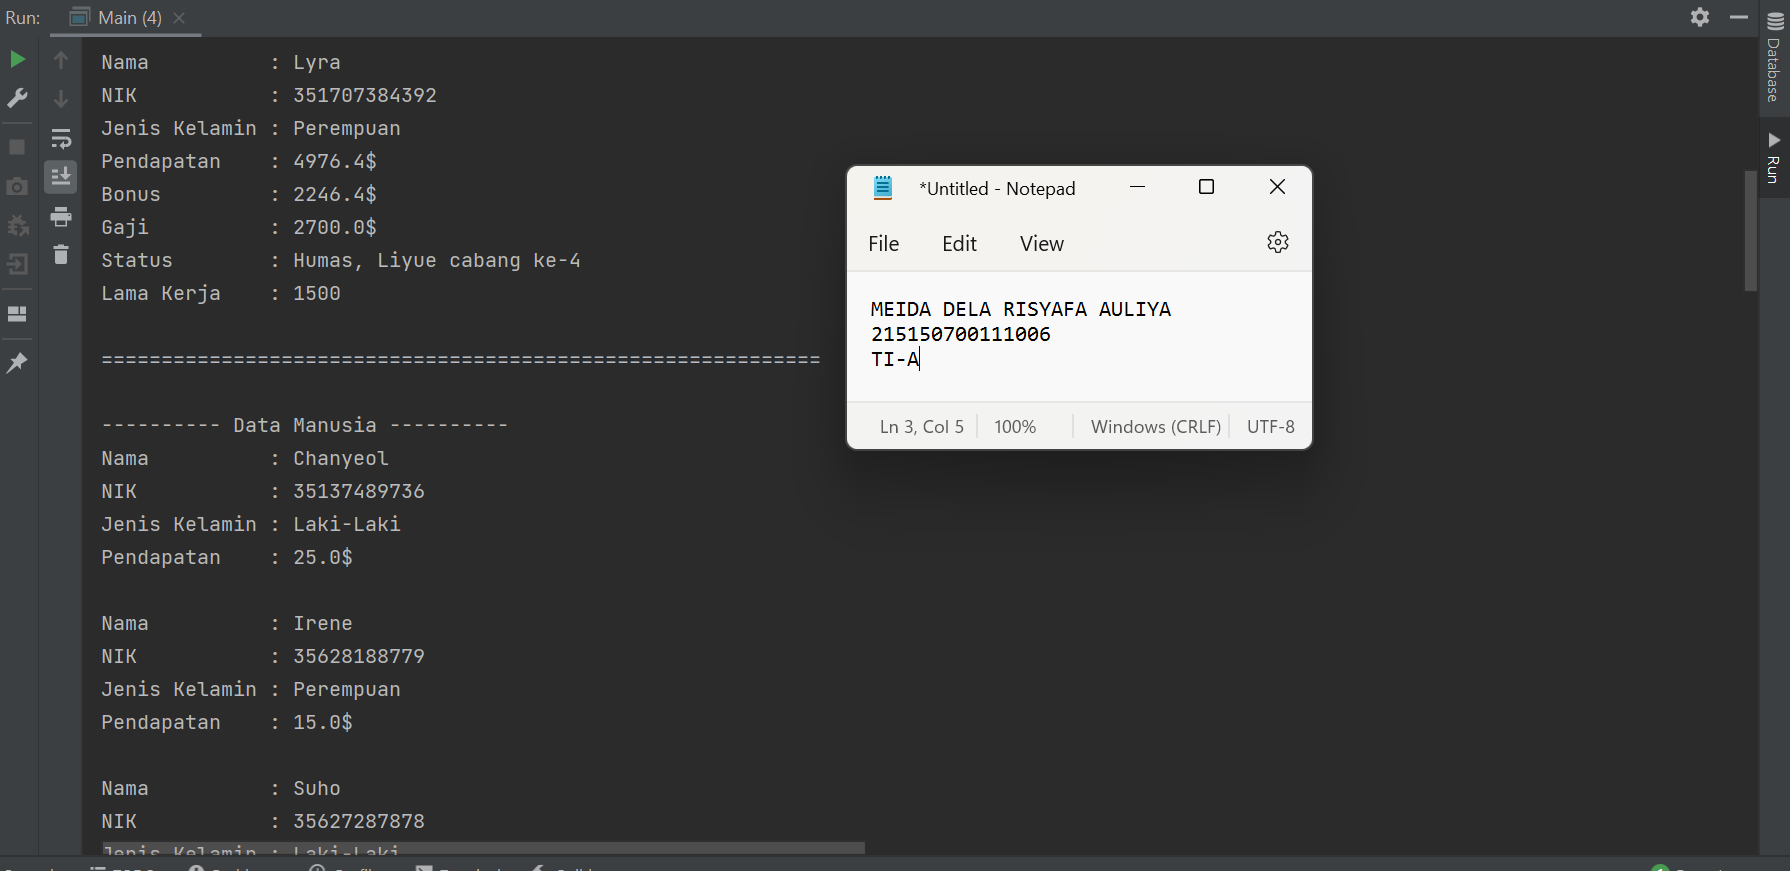 Run:
Main (4)
Nama          : Lyra
NIK           : 351707384392
Jenis Kelamin : Perempuan
Pendapatan    : 4976.4$
Bonus         : 2246.4$
Gaji          : 2700.0$
Status        : Humas, Liyue cabang ke-4
Lama Kerja    : 1500
============================================================
---------- Data Manusia ----------
Nama          : Chanyeol
NIK           : 35137489736
Jenis Kelamin : Laki-Laki
Pendapatan    : 25.0$
Nama          : Irene
NIK           : 35628188779
Jenis Kelamin : Perempuan
Pendapatan    : 15.0$
Nama          : Suho
NIK           : 35627287878
Jenis Kelamin : Laki-Laki
*Untitled - Notepad
File Edit View
MEIDA DELA RISYAFA AULIYA
215150700111006
TI-A
Ln 3, Col 5 100% Windows (CRLF) UTF-8
Database
Run